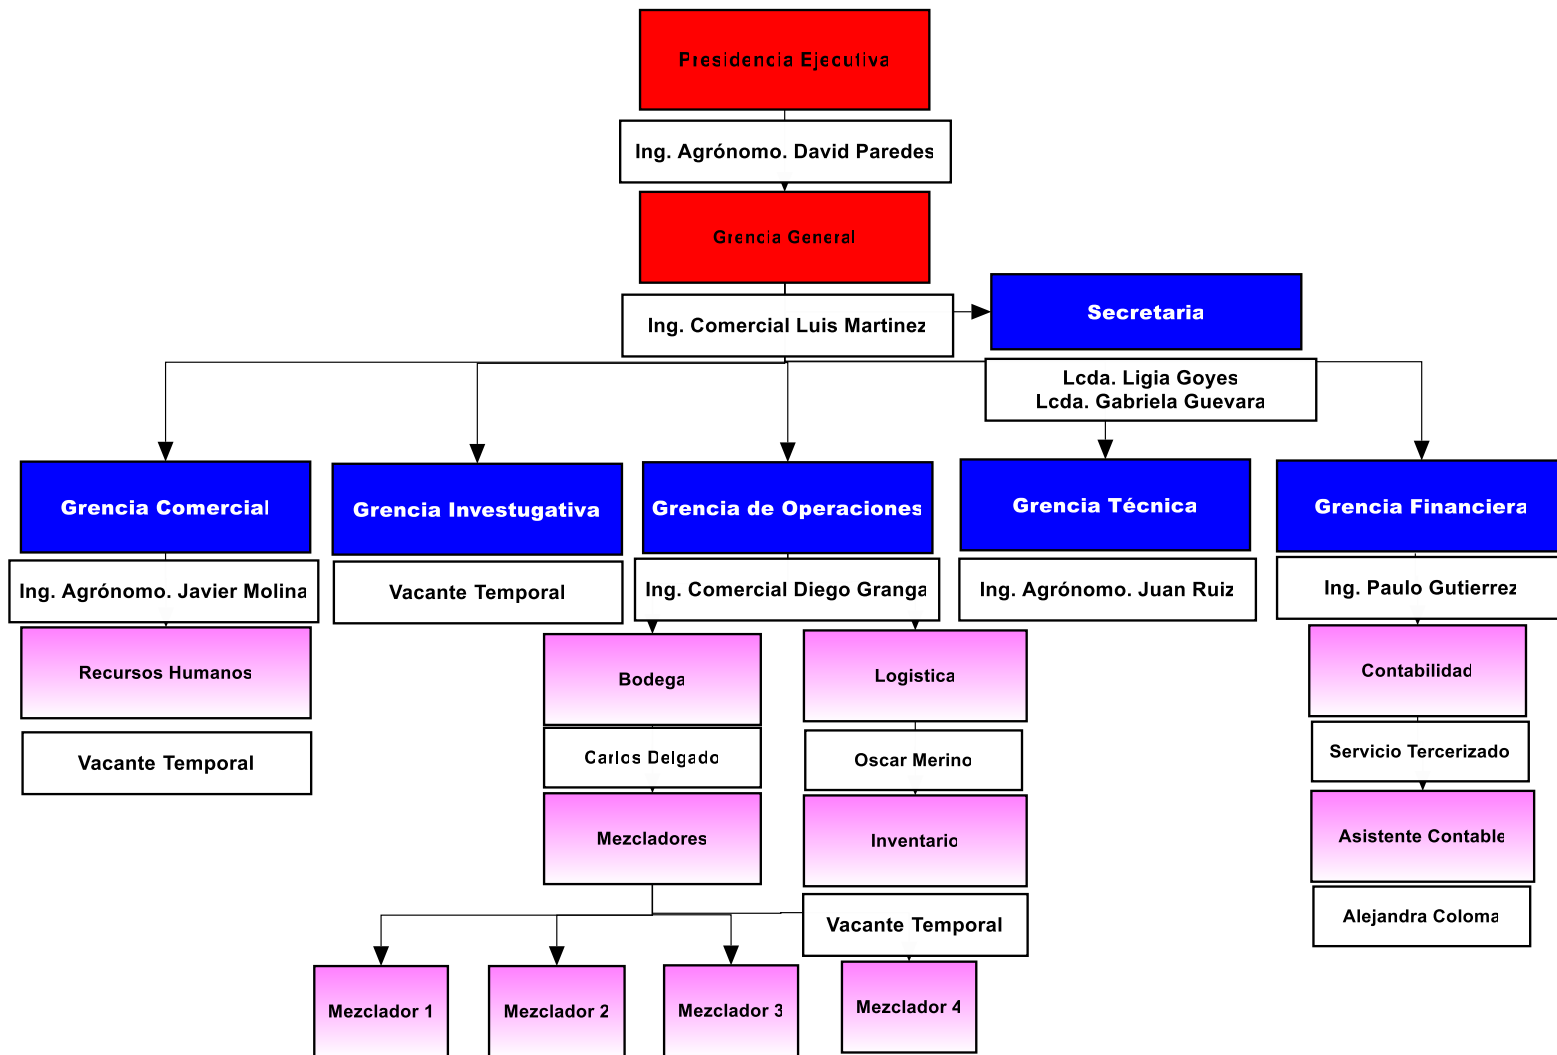 Presidencia Ejecutiva
Ing. Agrónomo. David Paredes
Grencia General
Ing. Comercial Luis Martinez
Secretaria
Lcda. Ligia Goyes
Lcda. Gabriela Guevara
Grencia Comercial
Grencia Investugativa
Grencia de Operaciones
Grencia Técnica
Grencia Financiera
Ing. Agrónomo. Javier Molina
Vacante Temporal
Ing. Comercial Diego Granga
Ing. Agrónomo. Juan Ruiz
Ing. Paulo Gutierrez
Recursos Humanos
Bodega
Logistica
Contabilidad
Vacante Temporal
Carlos Delgado
Oscar Merino
Servicio Tercerizado
Mezcladores
Inventario
Asistente Contable
Vacante Temporal
Alejandra Coloma
Mezclador 1
Mezclador 2
Mezclador 3
Mezclador 4